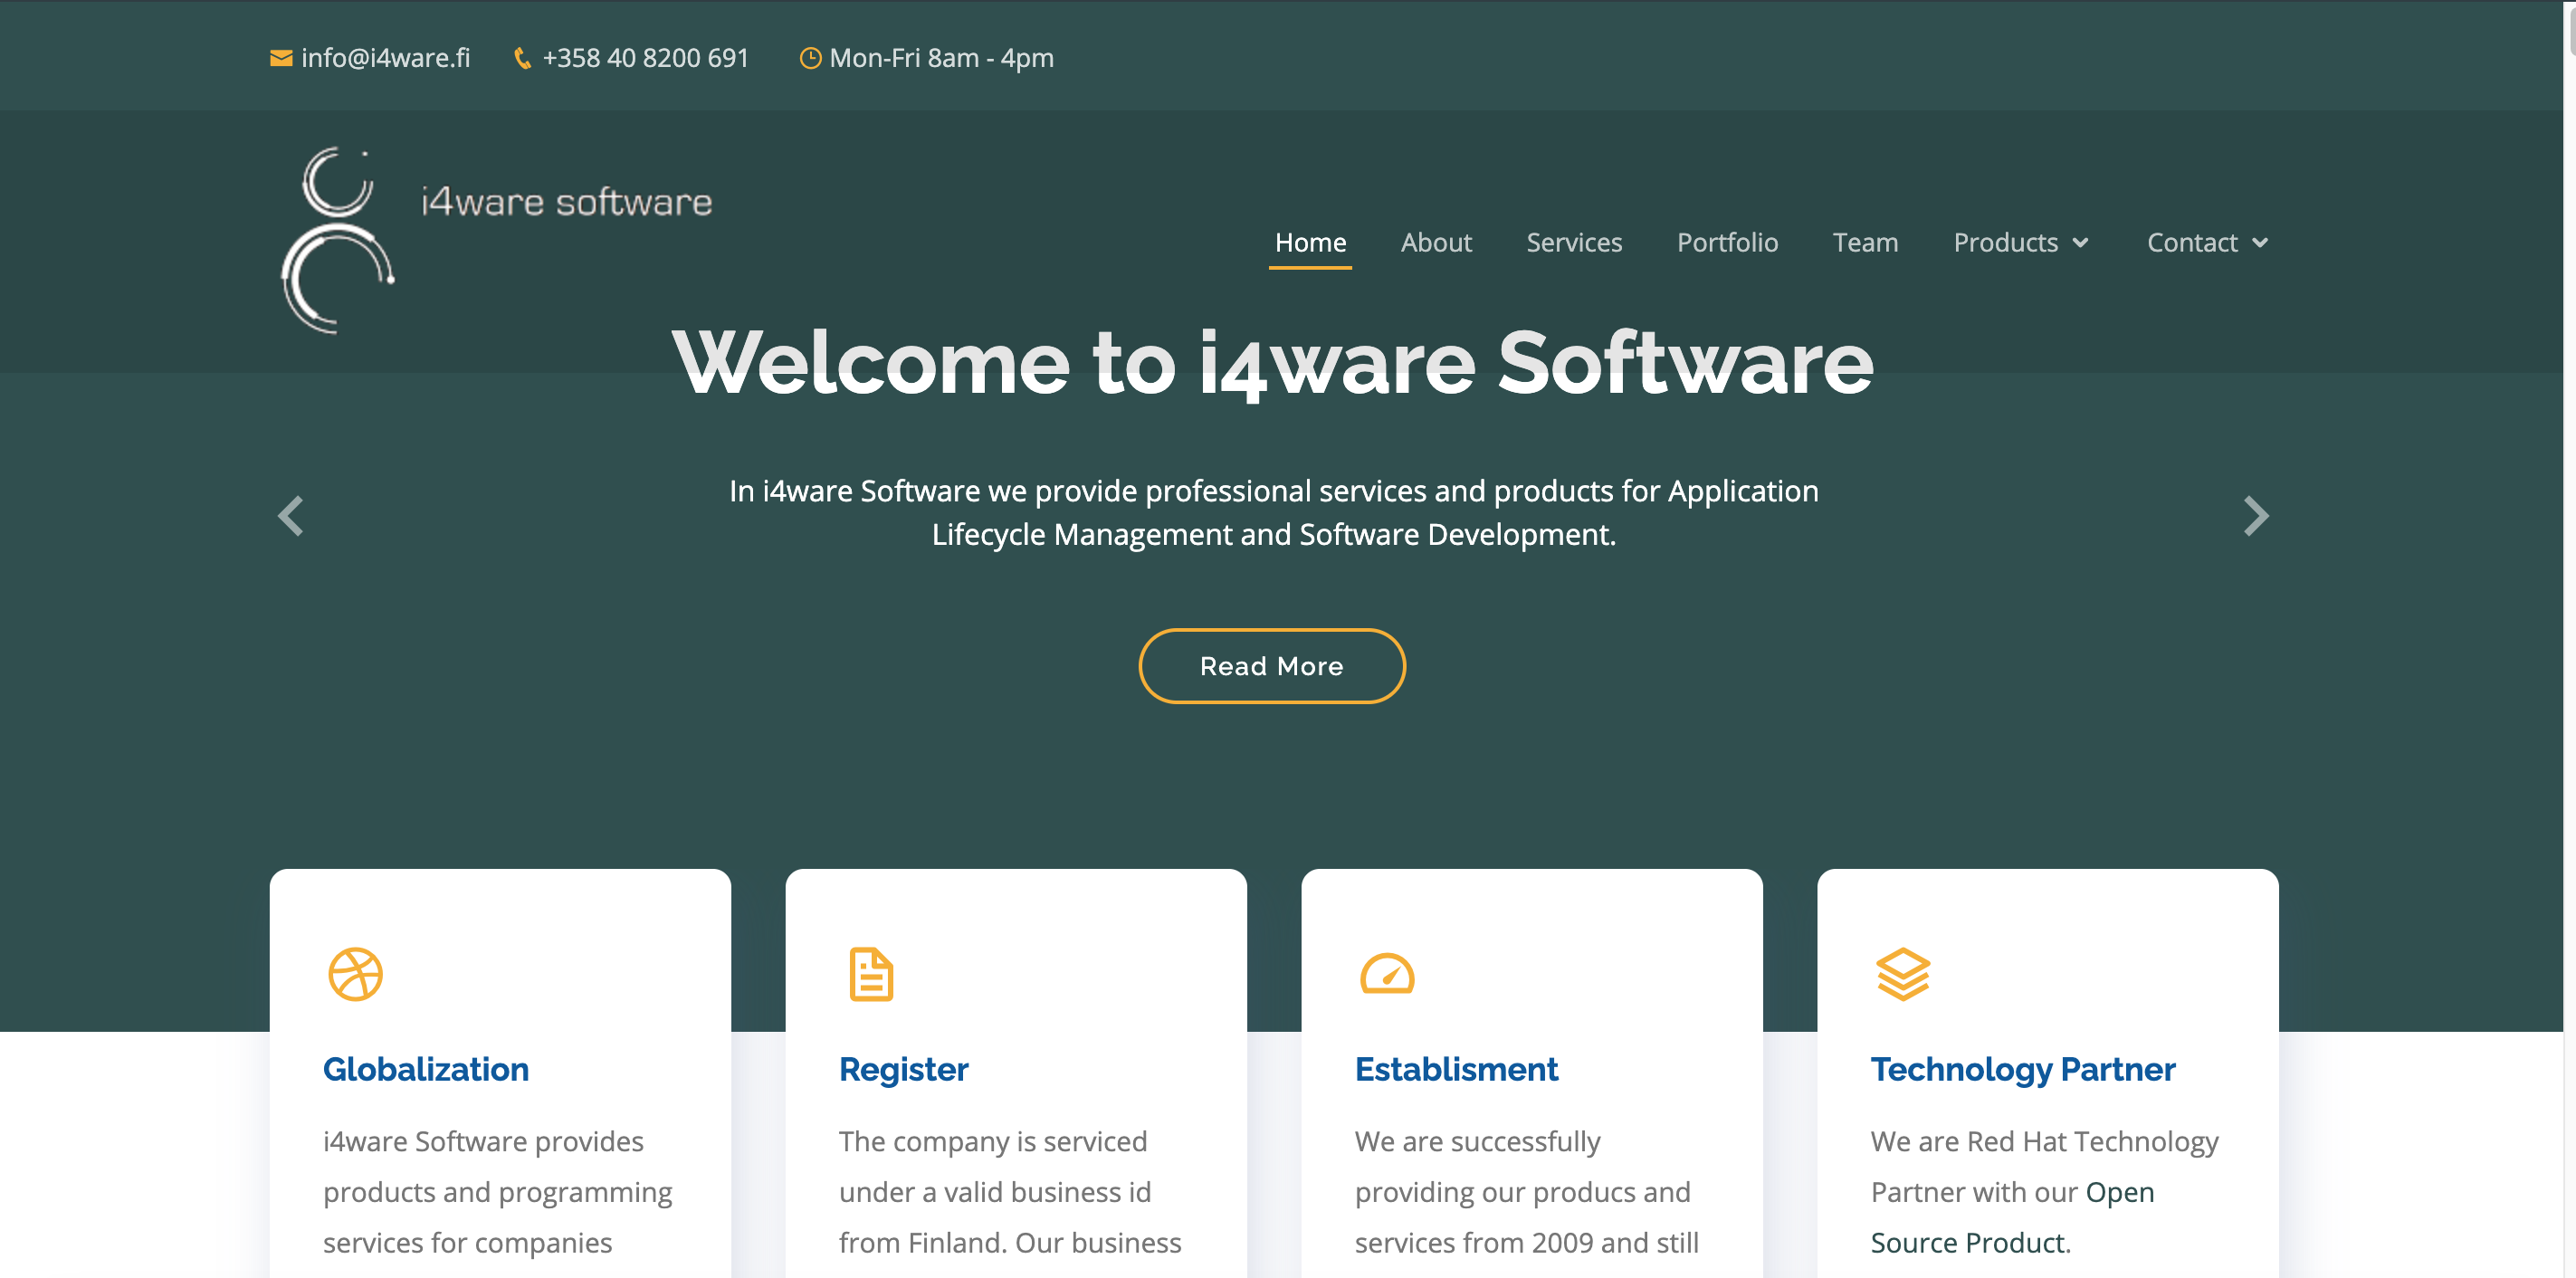 info@i4ware.fi +358 40 8200 691 Mon-Fri 8am - 4pm
i4ware software
Home About Services Portfolio Team Products Contact
Welcome to i4ware Software
In i4ware Software we provide professional services and products for Application
Lifecycle Management and Software Development.
Read More
Globalization
i4ware Software provides
products and programming
services for companies
Register
The company is serviced
under a valid business id
from Finland. Our business
Establisment
We are successfully
providing our producs and
services from 2009 and still
Technology Partner
We are Red Hat Technology
Partner with our Open
Source Product.